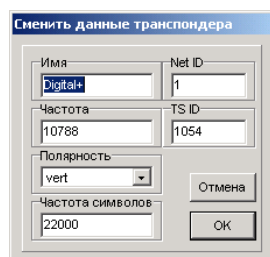 Сменить данные транспондера
Имя
Net ID
Digital+
1
Частота
TS ID
10788
1054
Полярность
vert
Отмена
Частота символов
22000
OK